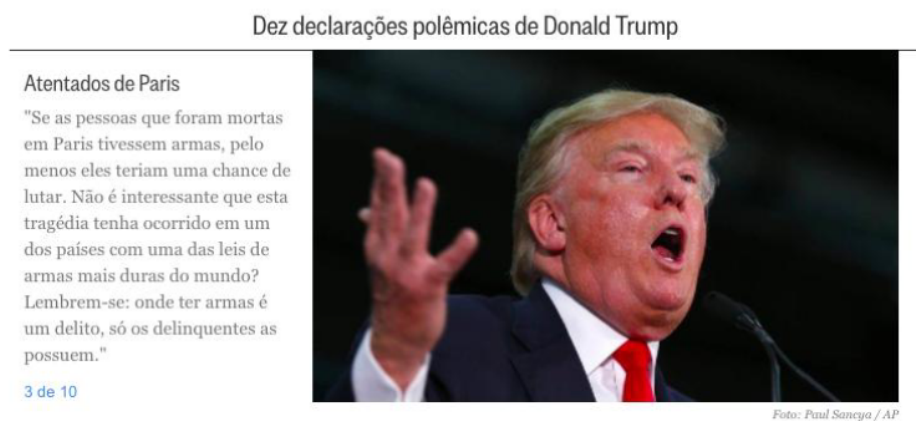 Dez declarações polêmicas de Donald Trump
Atentados de Paris
"Se as pessoas que foram mortas
em Paris tivessem armas, pelo
menos eles teriam uma chance de
lutar. Não é interessante que esta
tragédia tenha ocorrido em um
dos países com uma das leis de
armas mais duras do mundo?
Lembrem-se: onde ter armas é
um delito, só os delinquentes as
possuem."
3 de 10
Foto: Paul Sancya / AP